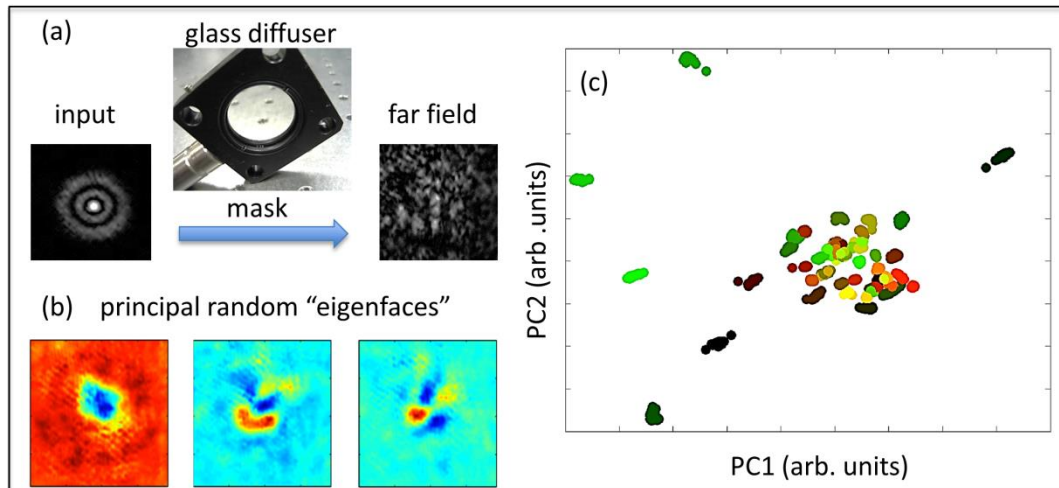 (a)
glass diffuser
input
far field
mask
(b) principal random “eigenfaces”
(c)
PC2 (arb .units)
PC1 (arb. units)